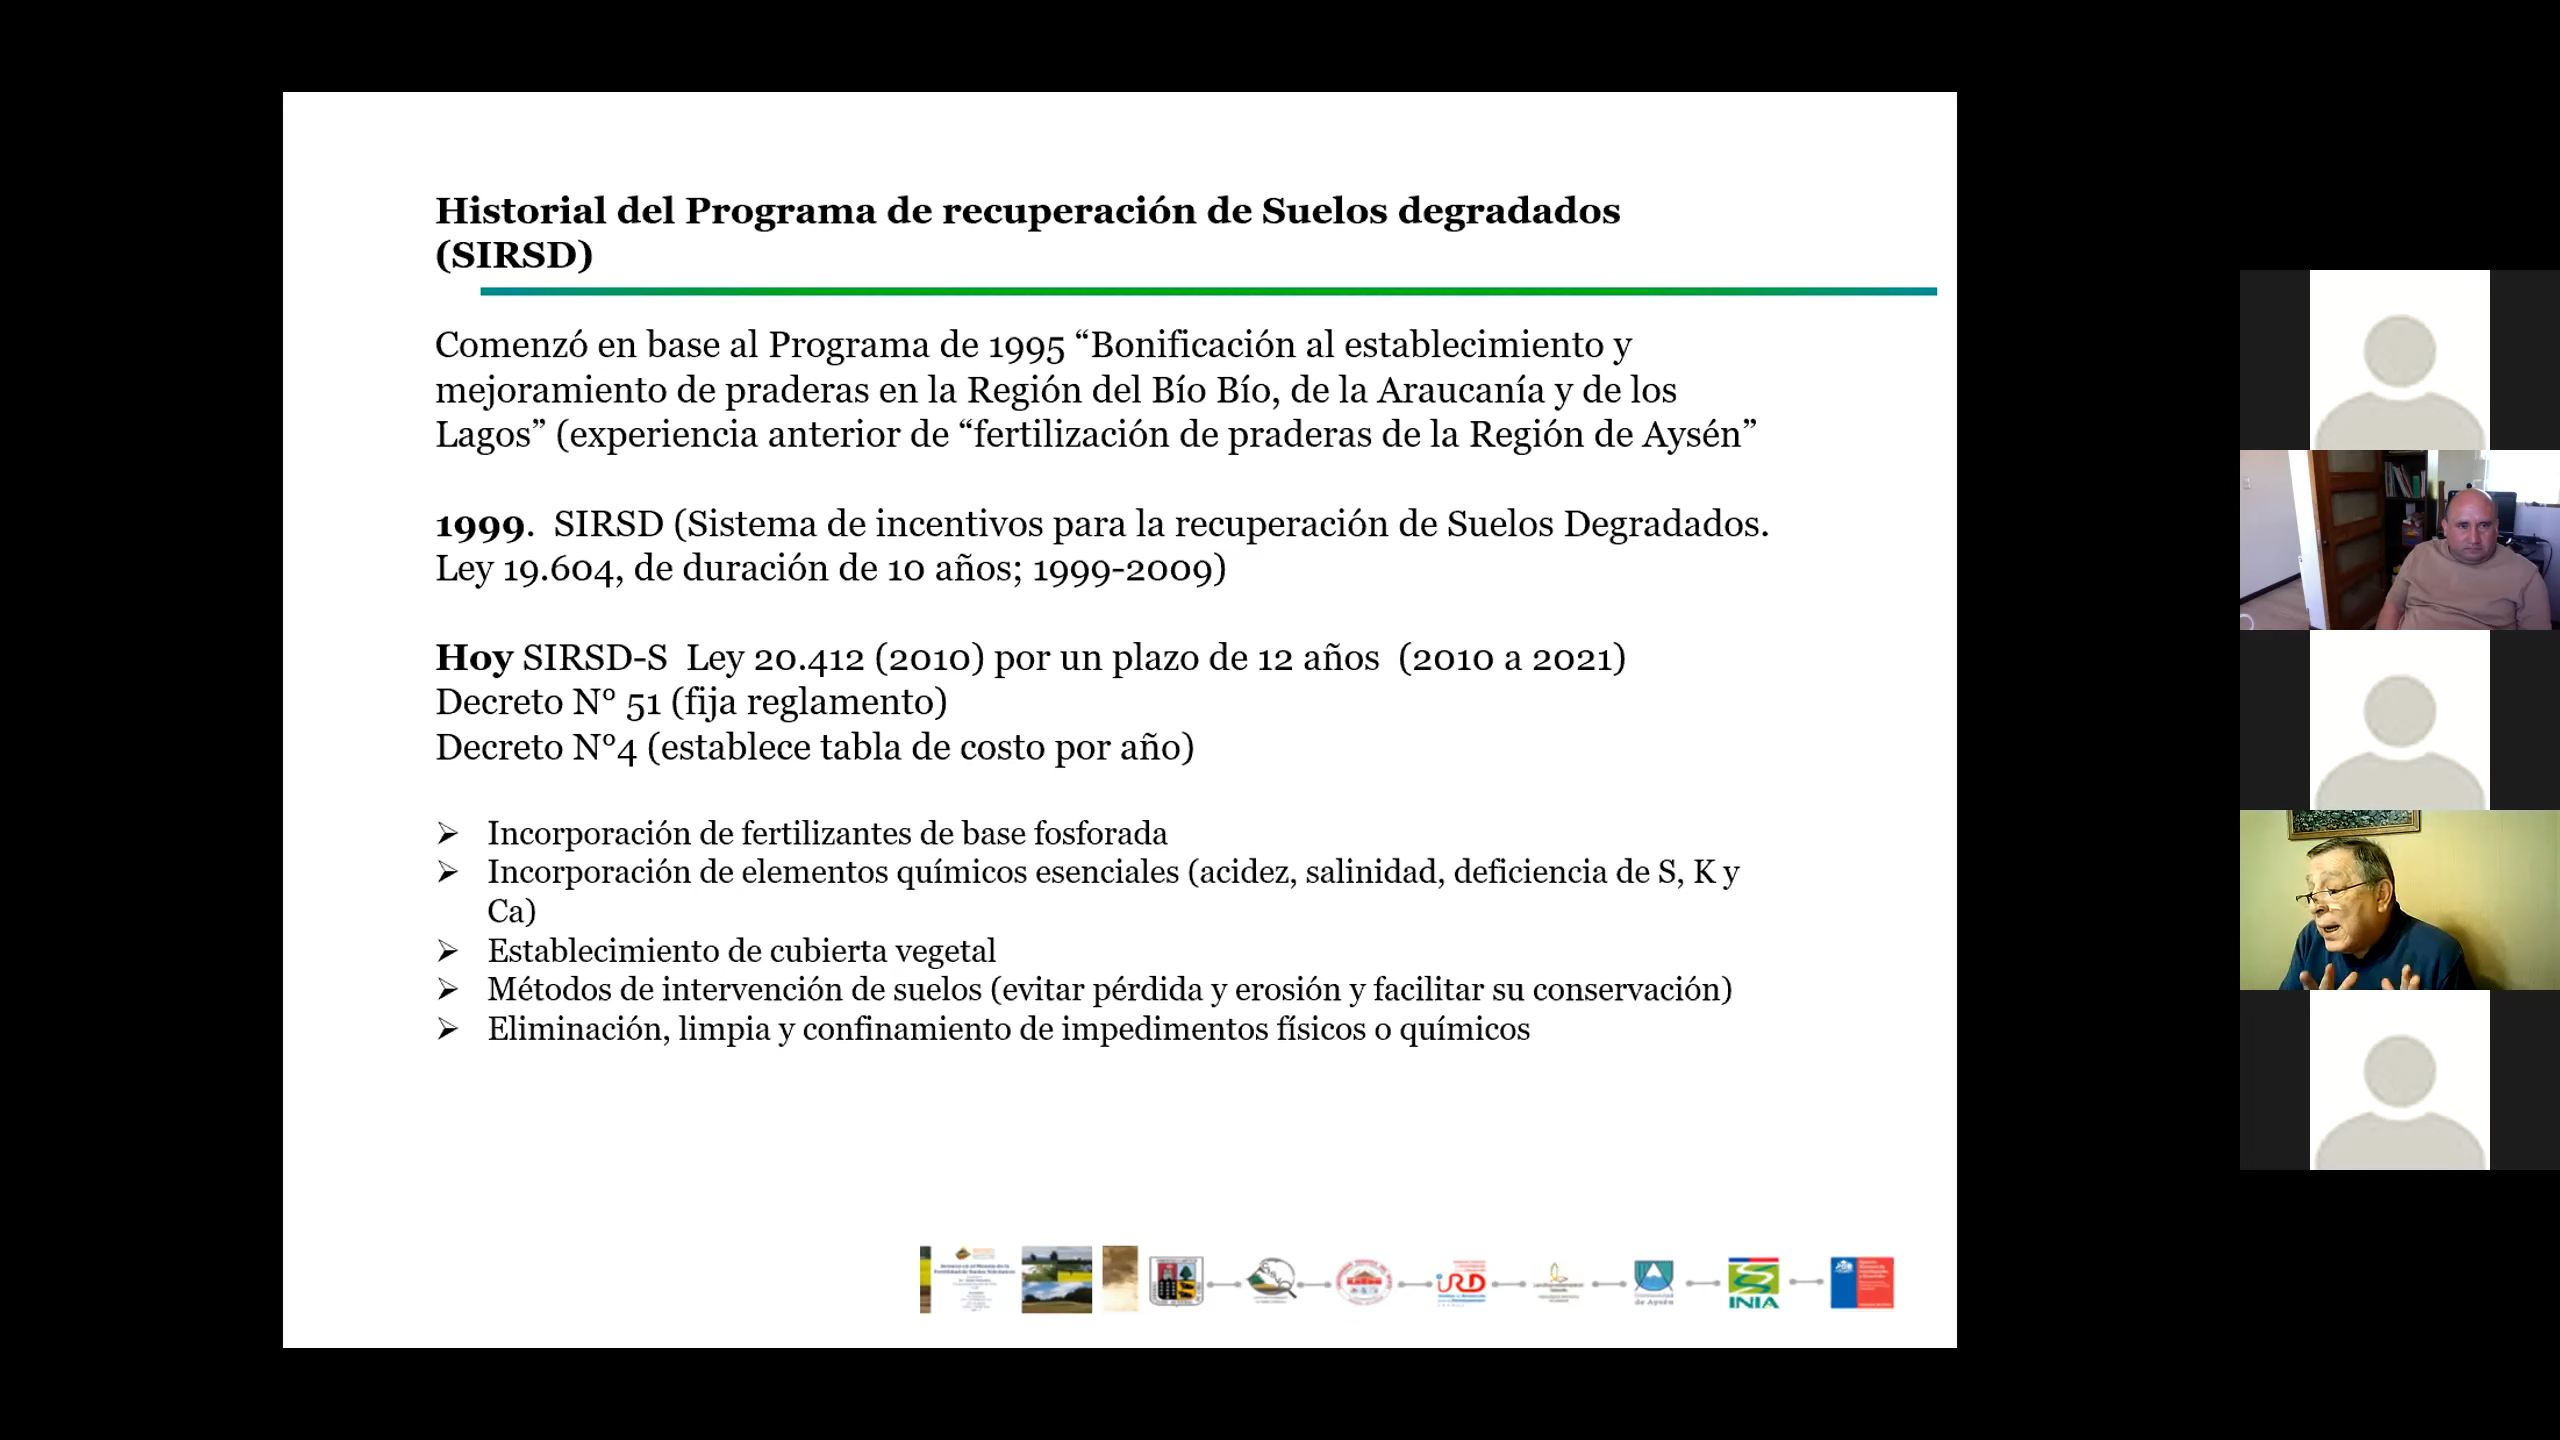 Historial del Programa de recuperación de Suelos degradados
(SIRSD)
Comenzó en base al Programa de 1995 “Bonificación al establecimiento y
mejoramiento de praderas en la Región del Bío Bío, de la Araucanía y de los
Lagos” (experiencia anterior de “fertilización de praderas de la Región de Aysén”
1999.  SIRSD (Sistema de incentivos para la recuperación de Suelos Degradados.
Ley 19.604, de duración de 10 años; 1999-2009)
Hoy SIRSD-S  Ley 20.412 (2010) por un plazo de 12 años  (2010 a 2021)
Decreto N° 51 (fija reglamento)
Decreto N°4 (establece tabla de costo por año)
➢ Incorporación de fertilizantes de base fosforada
➢ Incorporación de elementos químicos esenciales (acidez, salinidad, deficiencia de S, K y
Ca)
➢ Establecimiento de cubierta vegetal
➢ Métodos de intervención de suelos (evitar pérdida y erosión y facilitar su conservación)
➢ Eliminación, limpia y confinamiento de impedimentos físicos o químicos
iRD
Universidad
de Aysén
INIA